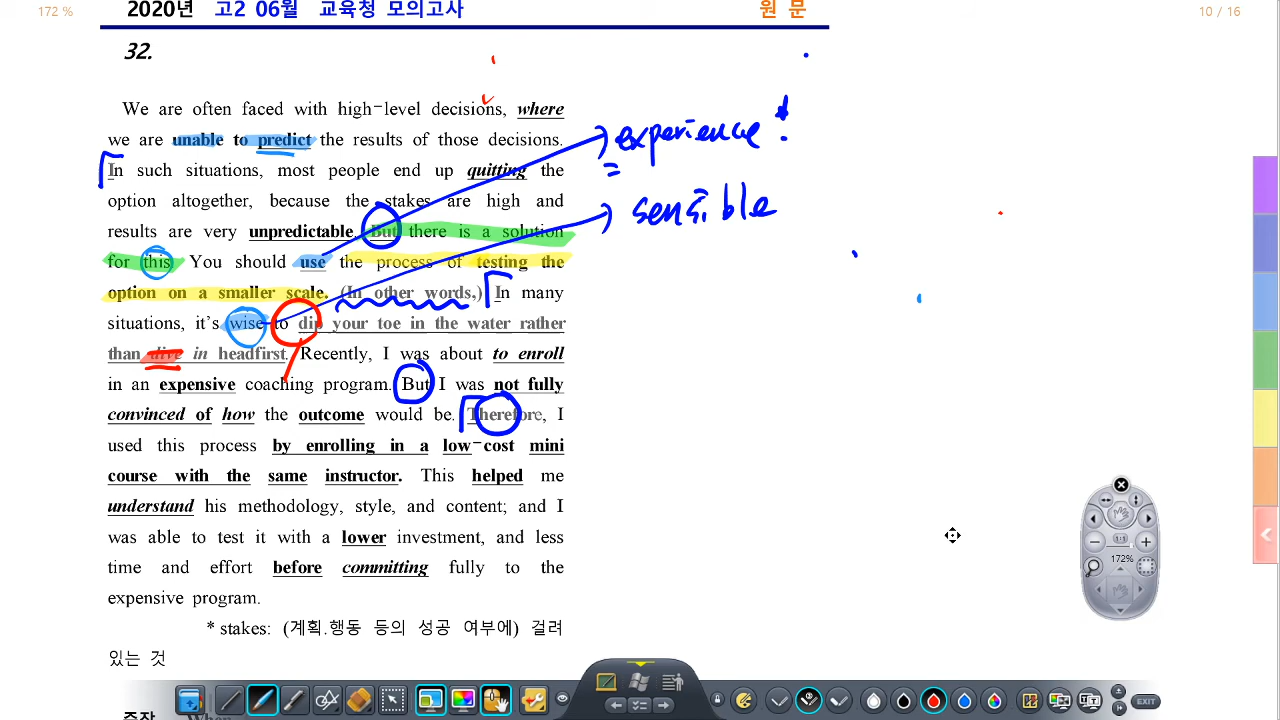 172 %
2020년 고2 06월 교육청 모의고사 원 문
10 / 16
32.
We are often faced with high-level decisions, where
we are unable to predict the results of those decisions.
experience!
In such situations, most people end up quitting the
option altogether, because the stakes are high and
sensible
results are very unpredictable. But there is a solution
for this. You should use the process of testing the
option on a smaller scale. (In other words,) In many
situations, it's wise to dip your toe in the water rather
than dive in headfirst. Recently, I was about to enroll
in an expensive coaching program. But I was not fully
convinced of how the outcome would be. Therefore, I
used this process by enrolling in a low-cost mini
course with the same instructor. This helped me
understand his methodology, style, and content; and I
was able to test it with a lower investment, and less
time and effort before committing fully to the
expensive program.
* stakes: (계획.행동 등의 성공 여부에) 걸려
있는 것
1:1
172%
EXIT